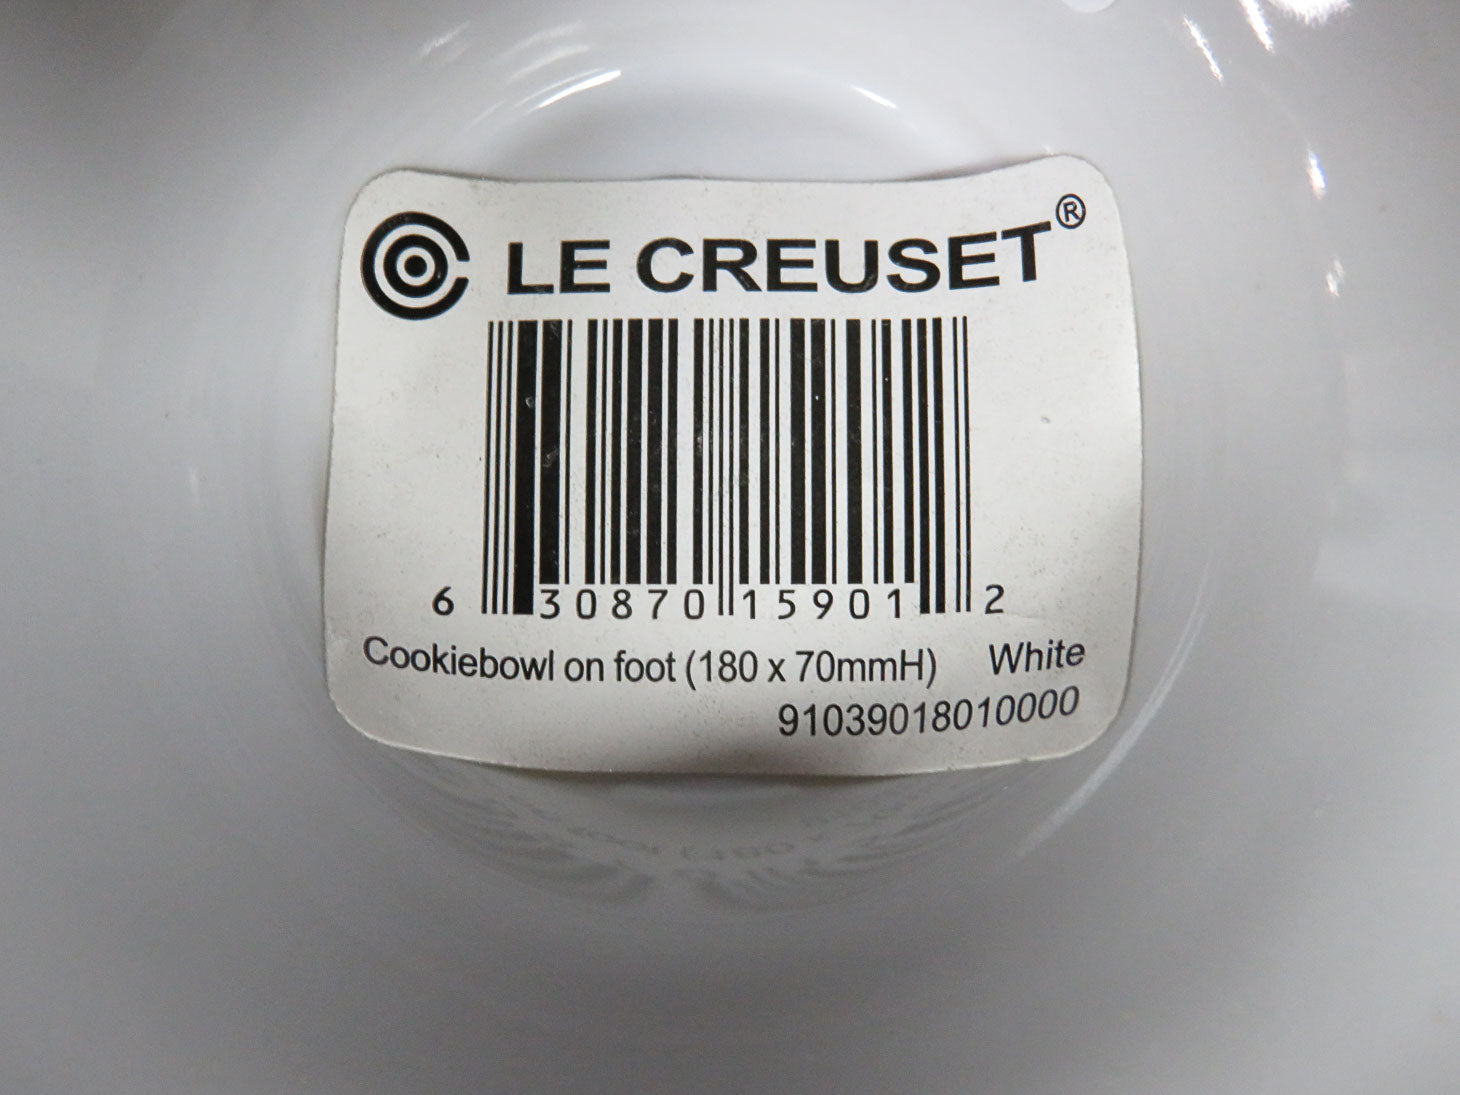 LE CREUSET®
6 30870 15901 2
Cookiebowl on foot (180 x 70mmH) White
91039018010000